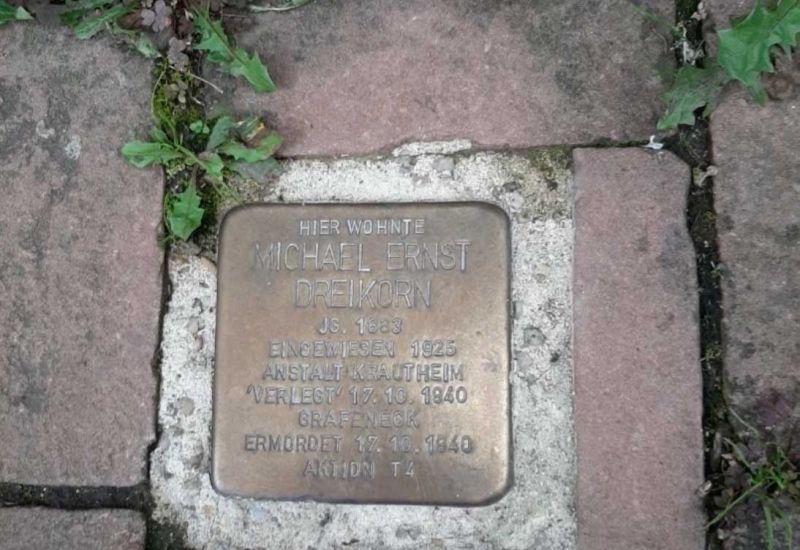 HIER WOHNTE
MICHAEL ERNST
DREIKORN
JG. 1883
EINGEWIESEN 1925
ANSTALT KRAUTHEIM
'VERLEGT' 17.10.1940
GRAFENECK
ERMORDET 17.10.1940
AKTION T4